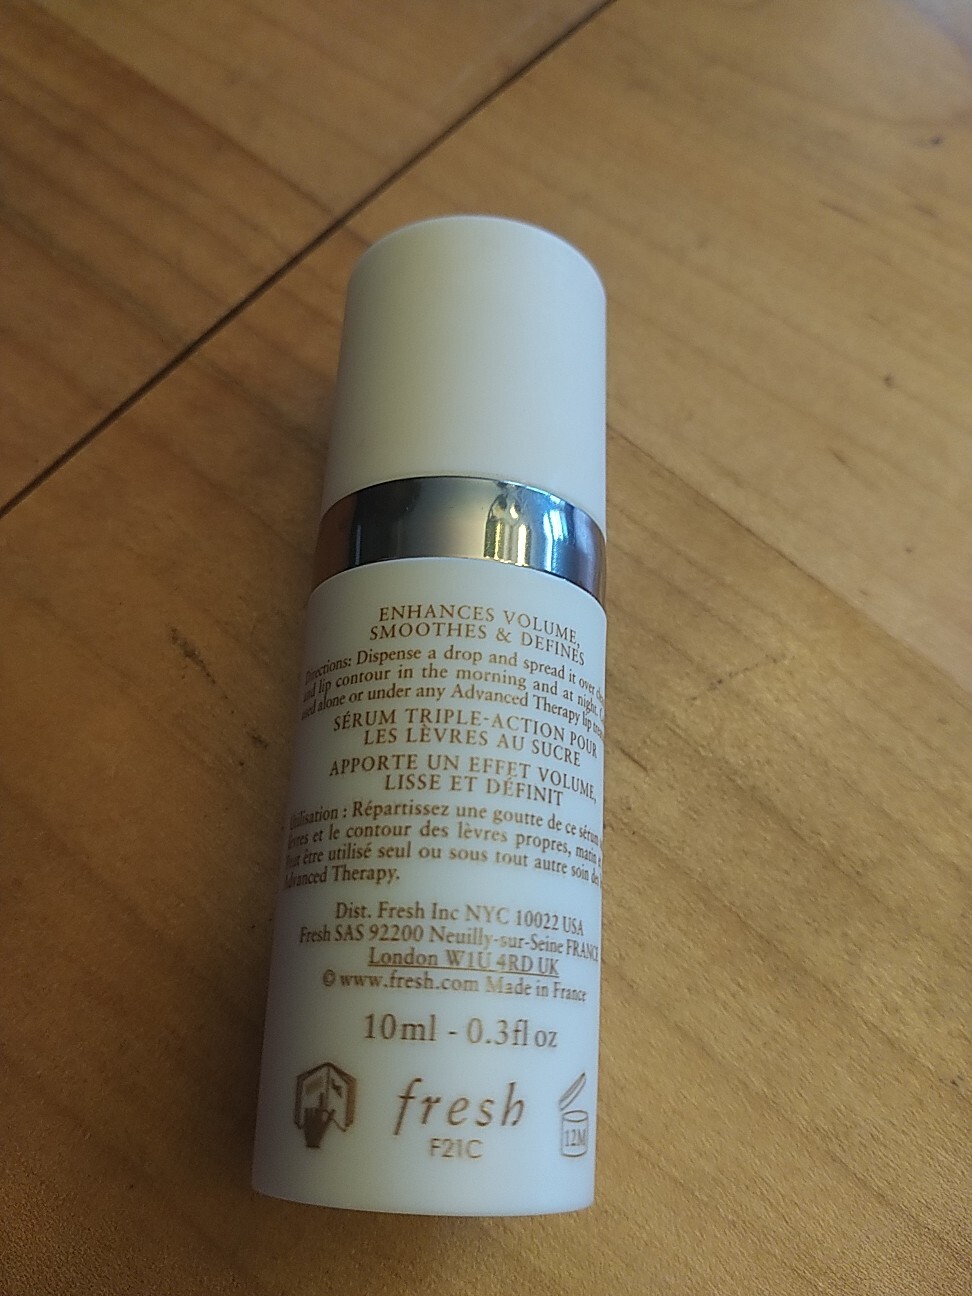 ENHANCES VOLUME,
SMOOTHES & DEFINES
Directions: Dispense a drop and spread it over
and lip contour in the morning and at night.
used alone or under any Advanced Therapy lip
SÉRUM TRIPLE-ACTION POUR
LES LÈVRES AU SUCRE
APPORTE UN EFFET VOLUME,
LISSE ET DÉFINIT
Utilisation : Répartissez une goutte de ce sérum
lèvres et le contour des lèvres propres, matin
Peut être utilisé seul ou sous tout autre soin des
Advanced Therapy.
Dist. Fresh Inc NYC 10022 USA
Fresh SAS 92200 Neuilly-sur-Seine FRANCE
London W1U 4RD UK
© www.fresh.com Made in France
10ml - 0.3fl oz
fresh
F21C
12M